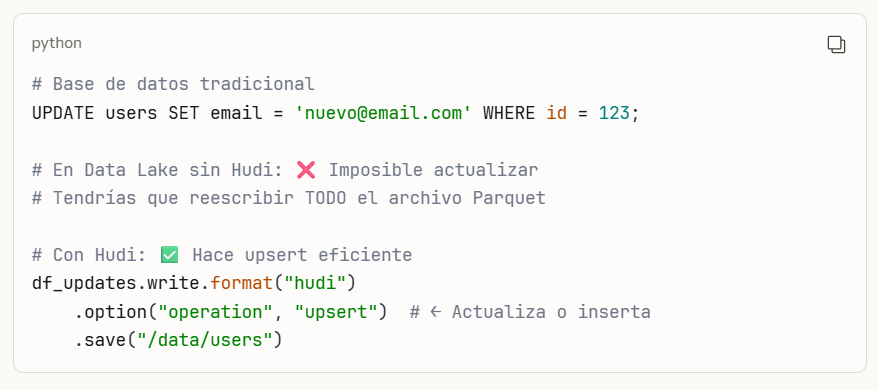 python
# Base de datos tradicional
UPDATE users SET email = 'nuevo@email.com' WHERE id = 123;
# En Data Lake sin Hudi: ❌ Imposible actualizar
# Tendrías que reescribir TODO el archivo Parquet
# Con Hudi: ✅ Hace upsert eficiente
df_updates.write.format("hudi")
    .option("operation", "upsert")  # ← Actualiza o inserta
    .save("/data/users")